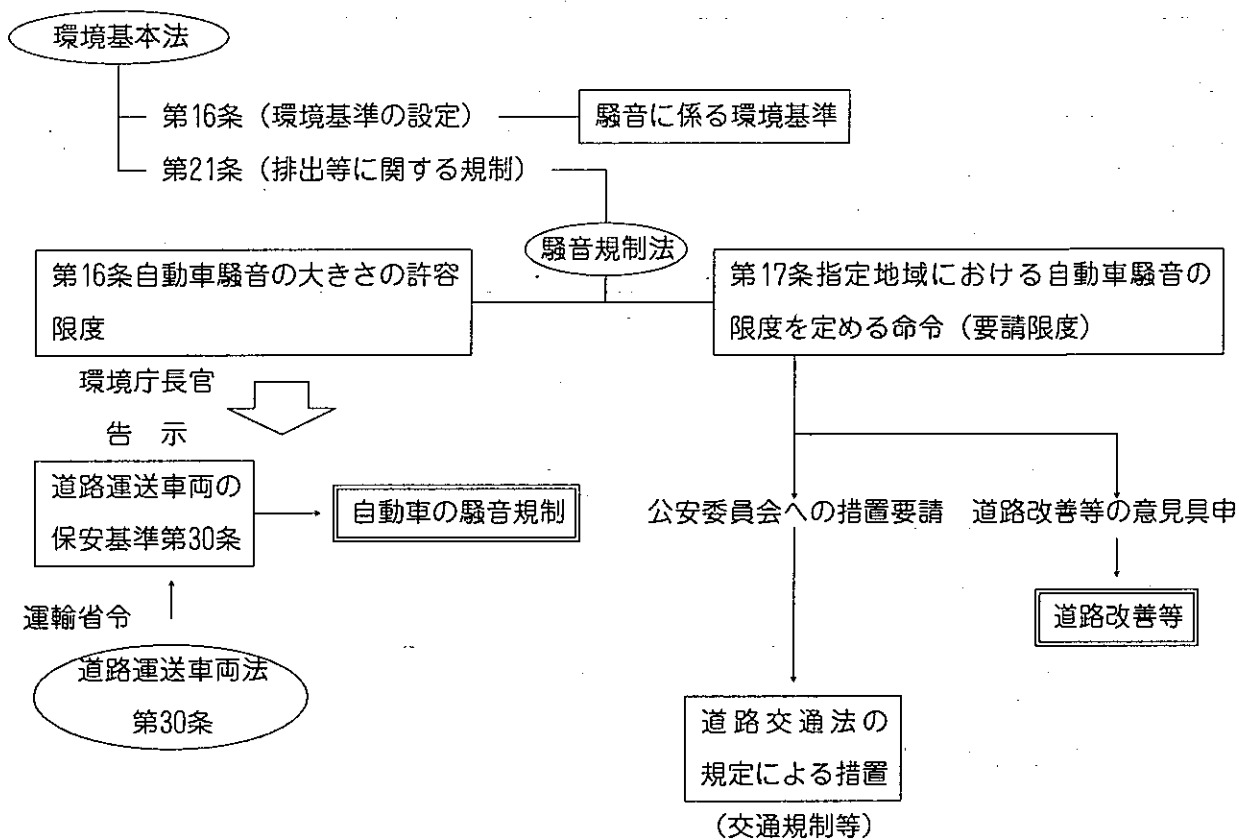 環境基本法
第16条（環境基準の設定）
騒音に係る環境基準
第21条（排出等に関する規制）
騒音規制法
第16条自動車騒音の大きさの許容
限度
第17条指定地域における自動車騒音の
限度を定める命令（要請限度）
環境庁長官
告　示
道路運送車両の
保安基準第30条
自動車の騒音規制
公安委員会への措置要請
道路改善等の意見具申
運輸省令
道路改善等
道路運送車両法
第30条
道路交通法の
規定による措置
（交通規制等）